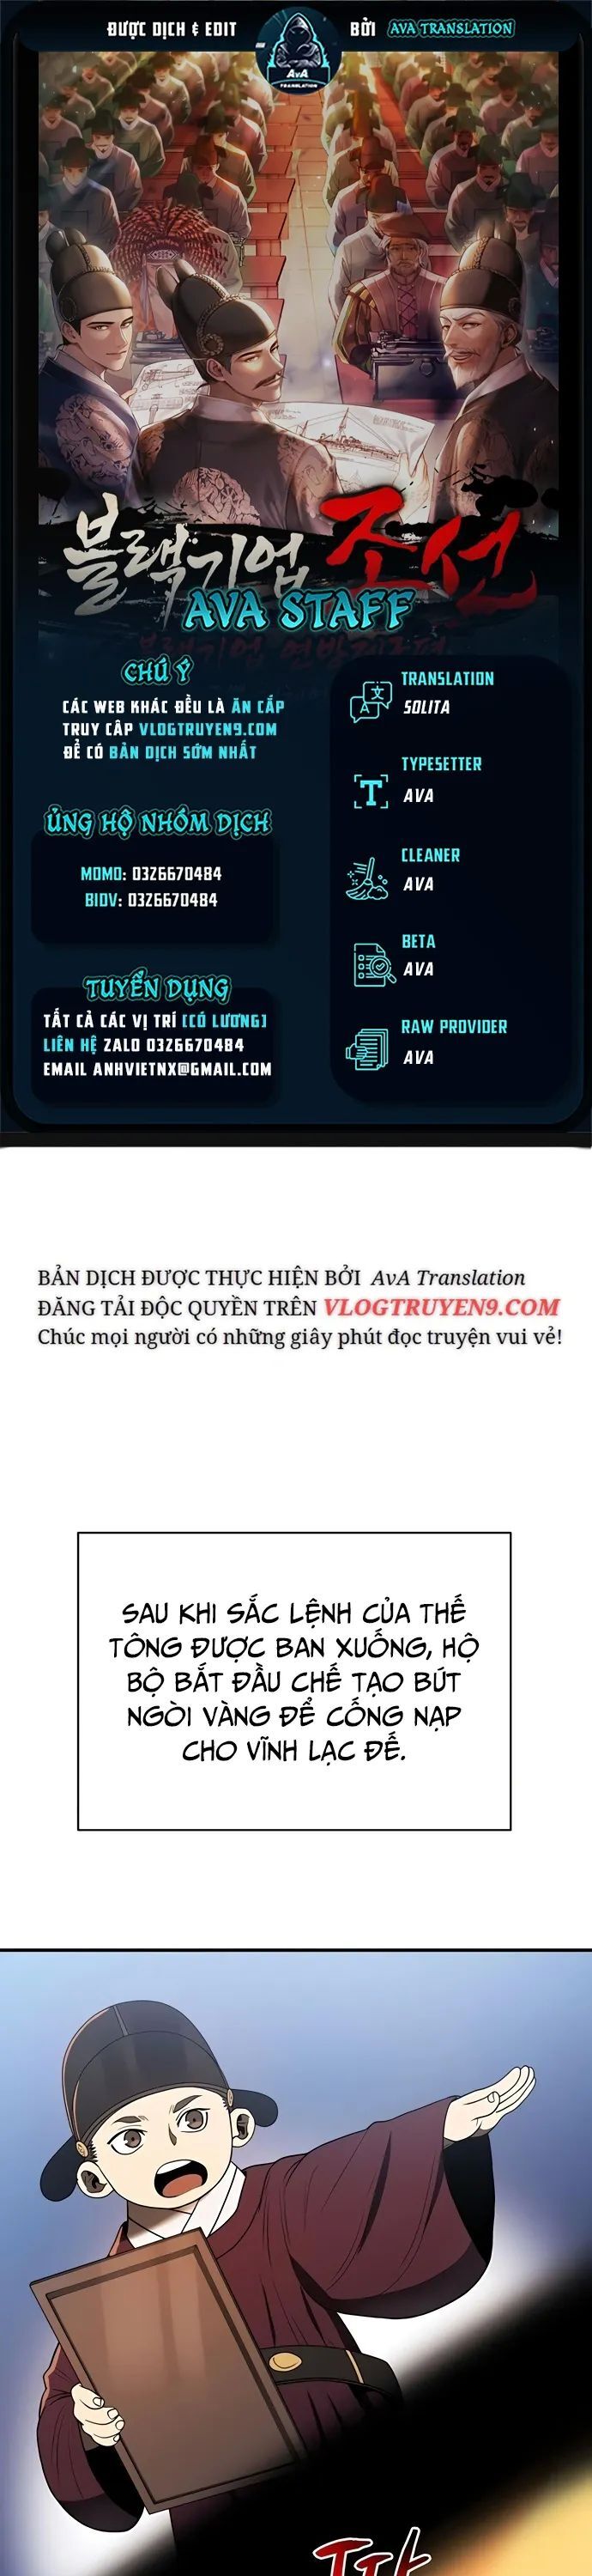 ĐƯỢC DỊCH & EDIT
BỞI AVA TRANSLATION
AVA
TRANSLATION
블랙기업 조선
AVA STAFF
CHÚ Ý
CÁC WEB KHÁC ĐỀU LÀ ĂN CẮP
TRUY CẬP VLOGTRUYEN9.COM
ĐỂ CÓ BẢN DỊCH SỚM NHẤT
ỦNG HỘ NHÓM DỊCH
MOMO: 0326670484
BIDV: 0326670484
TUYỂN DỤNG
TẤT CẢ CÁC VỊ TRÍ [CÓ LƯƠNG]
LIÊN HỆ ZALO 0326670484
EMAIL ANHVIETNX@GMAIL.COM
TRANSLATION
SOLITA
TYPESETTER
AVA
CLEANER
AVA
BETA
AVA
RAW PROVIDER
AVA
BẢN DỊCH ĐƯỢC THỰC HIỆN BỞI AvA Translation
ĐĂNG TẢI ĐỘC QUYỀN TRÊN VLOGTRUYEN9.COM
Chúc mọi người có những giây phút đọc truyện vui vẻ!
SAU KHI SẮC LỆNH CỦA THẾ
TÔNG ĐƯỢC BAN XUỐNG, HỘ
BỘ BẮT ĐẦU CHẾ TẠO BÚT
NGÒI VÀNG ĐỂ CỐNG NẠP
CHO VĨNH LẠC ĐẾ.